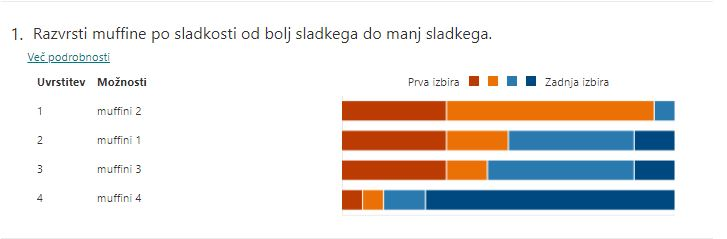 1. Razvrsti muffine po sladkosti od bolj sladkega do manj sladkega.
Več podrobnosti
Uvrstitev Možnosti Prva izbira Zadnja izbira
1 muffini 2
2 muffini 1
3 muffini 3
4 muffini 4